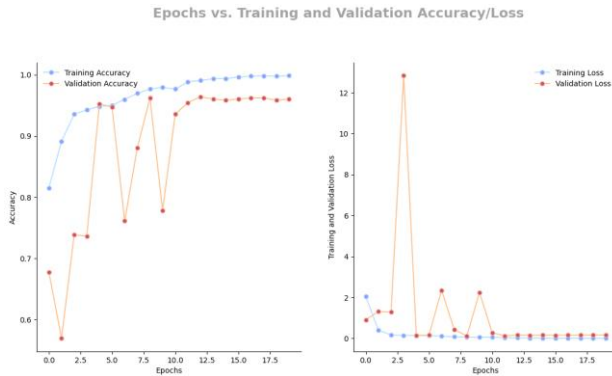 Epochs vs. Training and Validation Accuracy/Loss
Training Accuracy
Validation Accuracy
1.0
0.9
0.8
0.7
0.6
Accuracy
0.0 2.5 5.0 7.5 10.0 12.5 15.0 17.5
Epochs
Training Loss
Validation Loss
12
10
8
6
4
2
0
Training and Validation Loss
0.0 2.5 5.0 7.5 10.0 12.5 15.0 17.5
Epochs